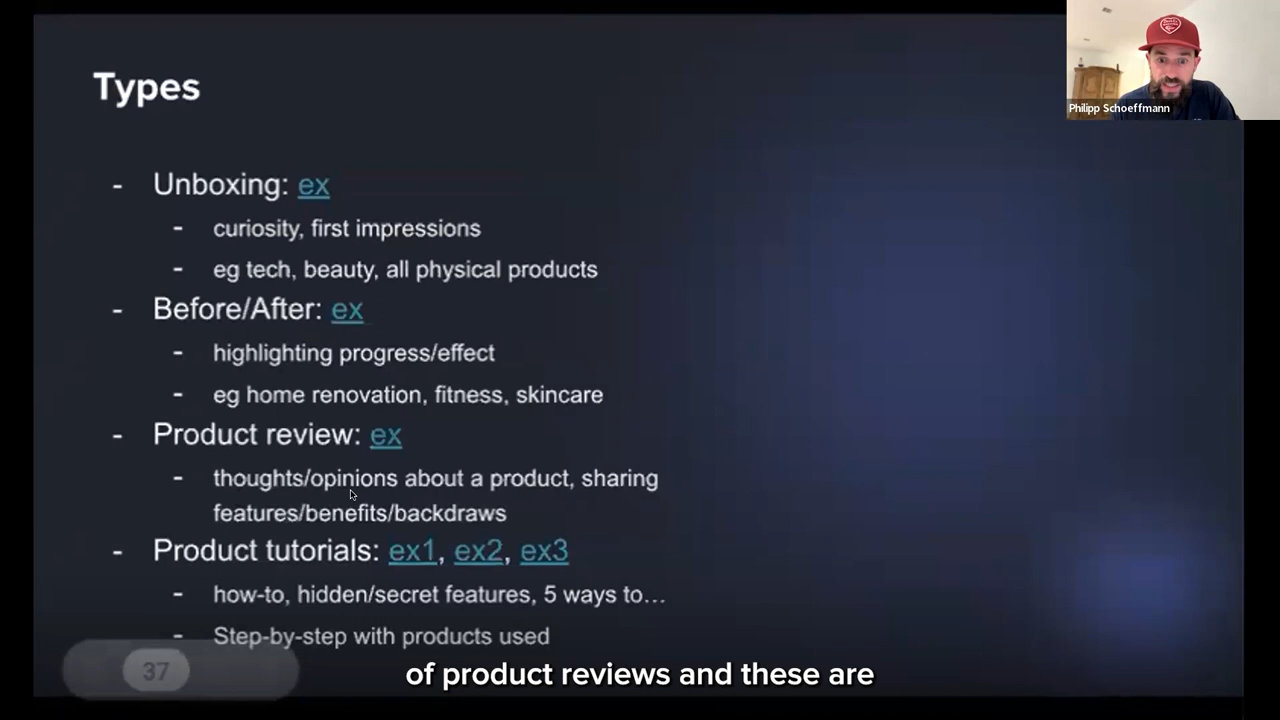 Types
Philipp Schoeffmann
- Unboxing: ex
- curiosity, first impressions
- eg tech, beauty, all physical products
- Before/After: ex
- highlighting progress/effect
- eg home renovation, fitness, skincare
- Product review: ex
- thoughts/opinions about a product, sharing
features/benefits/backdraws
- Product tutorials: ex1, ex2, ex3
- how-to, hidden/secret features, 5 ways to...
- Step-by-step with products used
37
of product reviews and these are